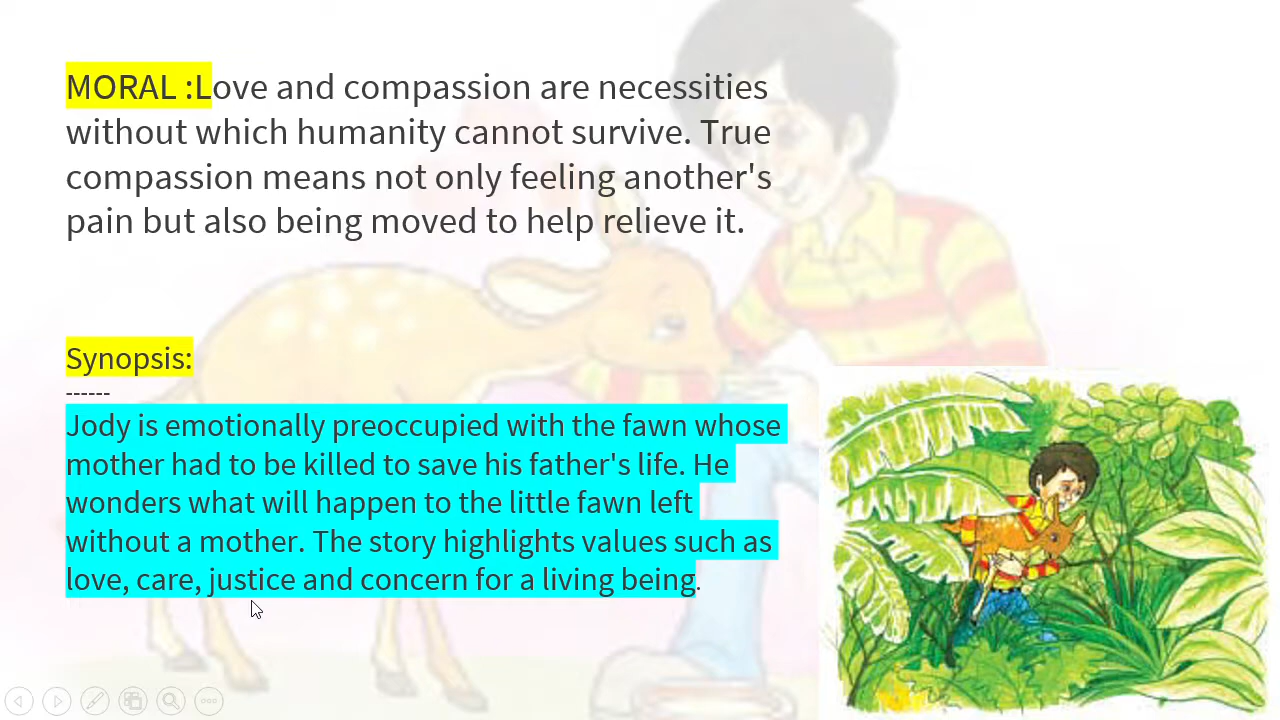 MORAL :Love and compassion are necessities
without which humanity cannot survive. True
compassion means not only feeling another's
pain but also being moved to help relieve it.
Synopsis:
------
Jody is emotionally preoccupied with the fawn whose
mother had to be killed to save his father's life. He
wonders what will happen to the little fawn left
without a mother. The story highlights values such as
love, care, justice and concern for a living being.